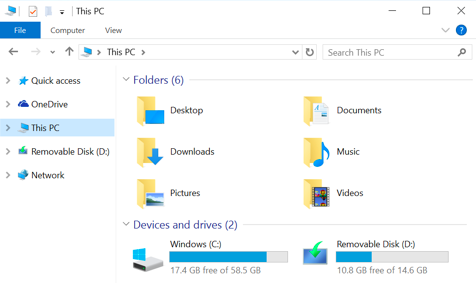 This PC
File Computer View
This PC
Search This PC
Quick access
OneDrive
This PC
Removable Disk (D:)
Network
Folders (6)
Desktop
Documents
Downloads
Music
Pictures
Videos
Devices and drives (2)
Windows (C:)
17.4 GB free of 58.5 GB
Removable Disk (D:)
10.8 GB free of 14.6 GB